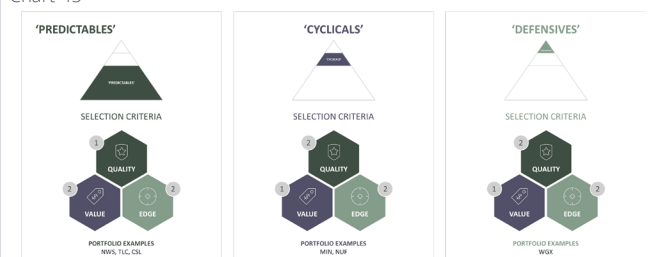 'PREDICTABLES'
'PREDICTABLES'
SELECTION CRITERIA
1
QUALITY
2
2
VALUE
EDGE
PORTFOLIO EXAMPLES
NWS, TLC, CSL
'CYCLICALS'
'CYCLICALS'
SELECTION CRITERIA
2
QUALITY
1
2
VALUE
EDGE
PORTFOLIO EXAMPLES
MIN, NUF
'DEFENSIVES'
SELECTION CRITERIA
2
QUALITY
1
2
VALUE
EDGE
PORTFOLIO EXAMPLES
WGX